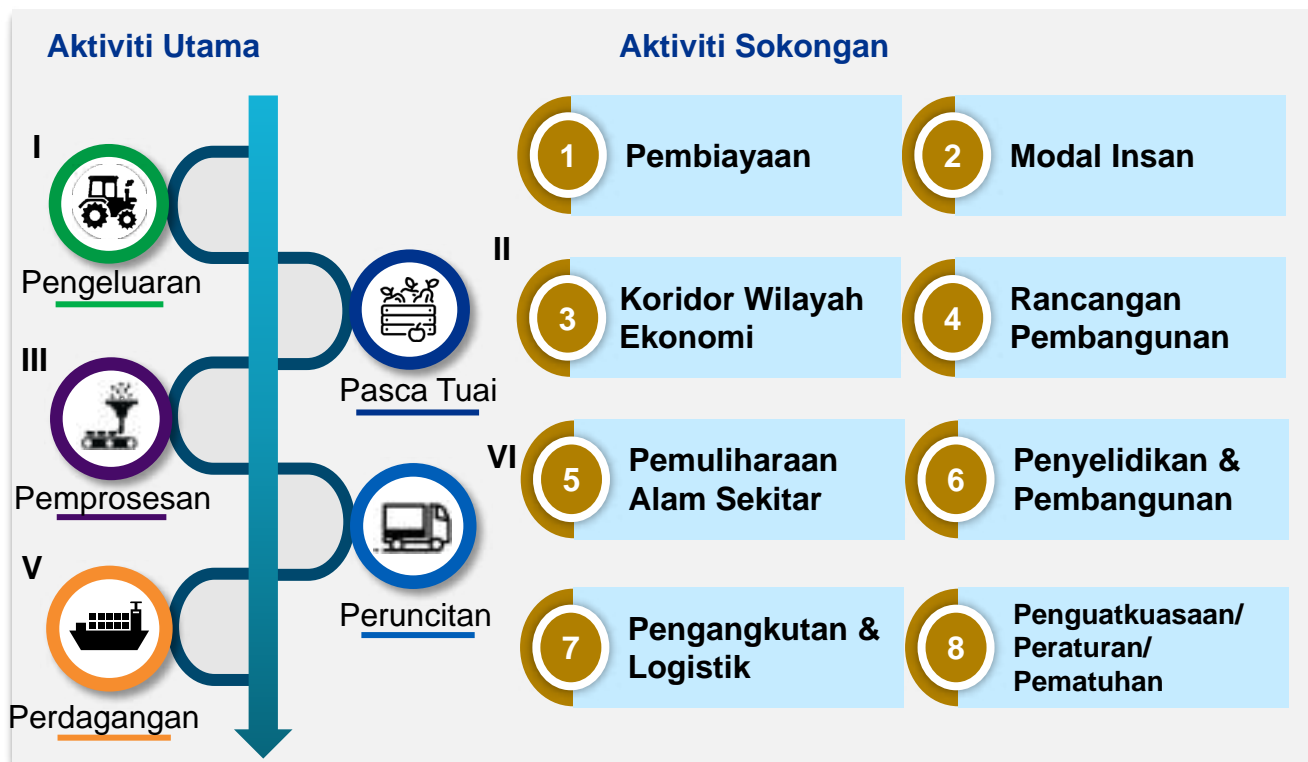 Aktiviti Utama
I
Pengeluaran
II
Pasca Tuai
III
Pemprosesan
VI
Peruncitan
V
Perdagangan
Aktiviti Sokongan
1
Pembiayaan
2
Modal Insan
3
Koridor Wilayah
Ekonomi
4
Rancangan
Pembangunan
5
Pemuliharaan
Alam Sekitar
6
Penyelidikan &
Pembangunan
7
Pengangkutan &
Logistik
8
Penguatkuasaan/
Peraturan/
Pematuhan